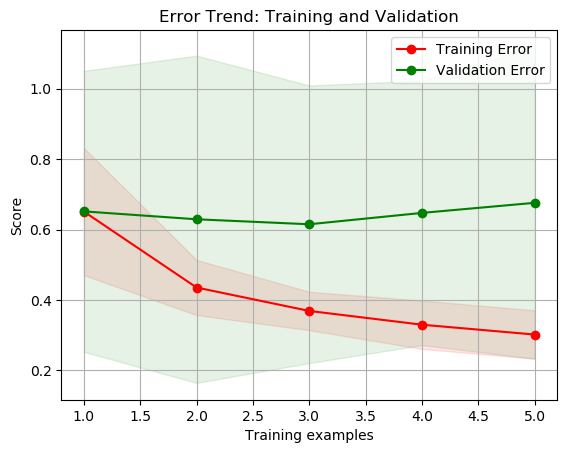 Error Trend: Training and Validation
Training Error
Validation Error
Score
1.0
0.8
0.6
0.4
0.2
1.0 1.5 2.0 2.5 3.0 3.5 4.0 4.5 5.0
Training examples